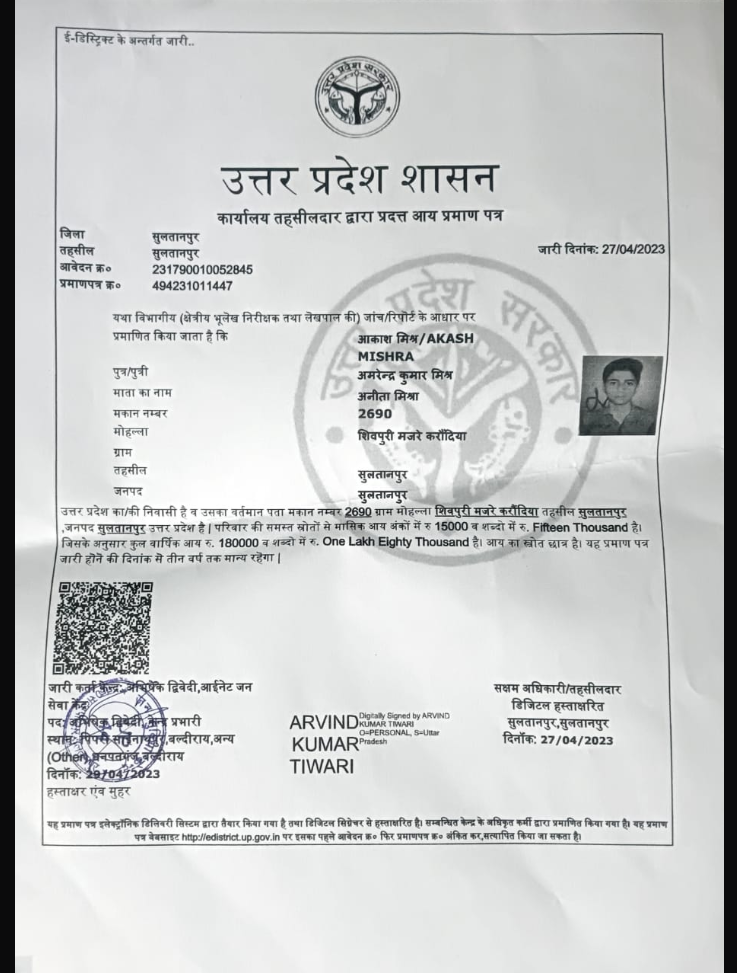 ई-डिस्ट्रिक्ट के अन्तर्गत जारी..
उत्तर प्रदेश सरकार
उत्तर प्रदेश शासन
कार्यालय तहसीलदार द्वारा प्रदत्त आय प्रमाण पत्र
जिला सुलतानपुर
तहसील सुलतानपुर
जारी दिनांक: 27/04/2023
आवेदन क्र० 231790010052845
प्रमाणपत्र क्र० 494231011447
यथा विभागीय (क्षेत्रीय भूलेख निरीक्षक तथा लेखपाल की) जांच/रिपोर्ट के आधार पर
प्रमाणित किया जाता है कि आकाश मिश्र/AKASH
MISHRA
पुत्र/पुत्री अमरेन्द्र कुमार मिश्र
माता का नाम अनीता मिश्रा
मकान नम्बर 2690
मोहल्ला शिवपुरी मजरे करौंदिया
ग्राम
तहसील सुलतानपुर
जनपद सुलतानपुर
उत्तर प्रदेश का/की निवासी है व उसका वर्तमान पता मकान नम्बर 2690 ग्राम मोहल्ला शिवपुरी मजरे करौंदिया तहसील सुलतानपुर
,जनपद सुलतानपुर उत्तर प्रदेश है | परिवार की समस्त स्रोतों से मासिक आय अंकों में रु 15000 व शब्दो में रु. Fifteen Thousand है।
जिसके अनुसार कुल वार्षिक आय रु. 180000 व शब्दो में रु. One Lakh Eighty Thousand है। आय का स्रोत छात्र है। यह प्रमाण पत्र
जारी होने की दिनांक से तीन वर्ष तक मान्य रहेगा |
जारी कर्ता केन्द्र:,अभिषेक द्विवेदी,आईनेट जन
सेवा केंद्र
पद: अभिषेक द्विवेदी, केन्द्र प्रभारी
स्थान: पिपरी बल्दीराय,अन्य
(Other), बल्दीराय
दिनाँक: 29/04/2023
हस्ताक्षर एंव मुहर
ARVIND
KUMAR
TIWARI
Digitally Signed by ARVIND
KUMAR TIWARI
O=PERSONAL, S=Uttar
Pradesh
सक्षम अधिकारी/तहसीलदार
डिजिटल हस्ताक्षरित
सुलतानपुर,सुलतानपुर
दिनाँक: 27/04/2023
यह प्रमाण पत्र इलेक्ट्रॉनिक डिलिवरी सिस्टम द्वारा तैयार किया गया है तथा डिजिटल सिग्नेचर से हस्ताक्षरित है। सम्बन्धित केन्द्र के अधिकृत कर्मी द्वारा प्रमाणित किया गया है। यह प्रमाण
पत्र वेबसाइट http://edistrict.up.gov.in पर इसका पहले आवेदन क्र० फिर प्रमाणपत्र क्र० अंकित कर,सत्यापित किया जा सकता है।